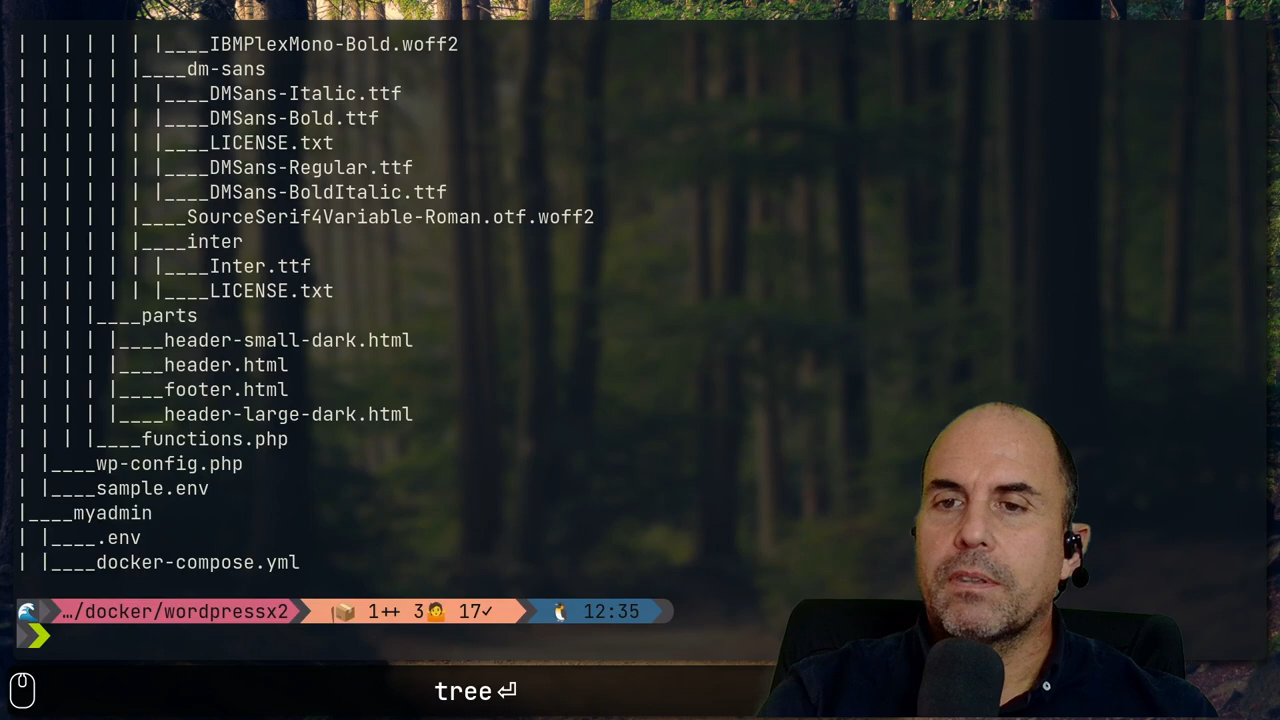 | | | | | | |____IBMPlexMono-Bold.woff2
| | | | | |____dm-sans
| | | | | | |____DMSans-Italic.ttf
| | | | | | |____DMSans-Bold.ttf
| | | | | | |____LICENSE.txt
| | | | | | |____DMSans-Regular.ttf
| | | | | | |____DMSans-BoldItalic.ttf
| | | | | |____SourceSerif4Variable-Roman.otf.woff2
| | | | | |____inter
| | | | | | |____Inter.ttf
| | | | | | |____LICENSE.txt
| | | |____parts
| | | | |____header-small-dark.html
| | | | |____header.html
| | | | |____footer.html
| | | | |____header-large-dark.html
| | | |____functions.php
| |____wp-config.php
| |____sample.env
|____myadmin
| |____.env
| |____docker-compose.yml
…/docker/wordpressx2 📦 1++ 3🤷 17✓ 🐧 12:35
tree⏎